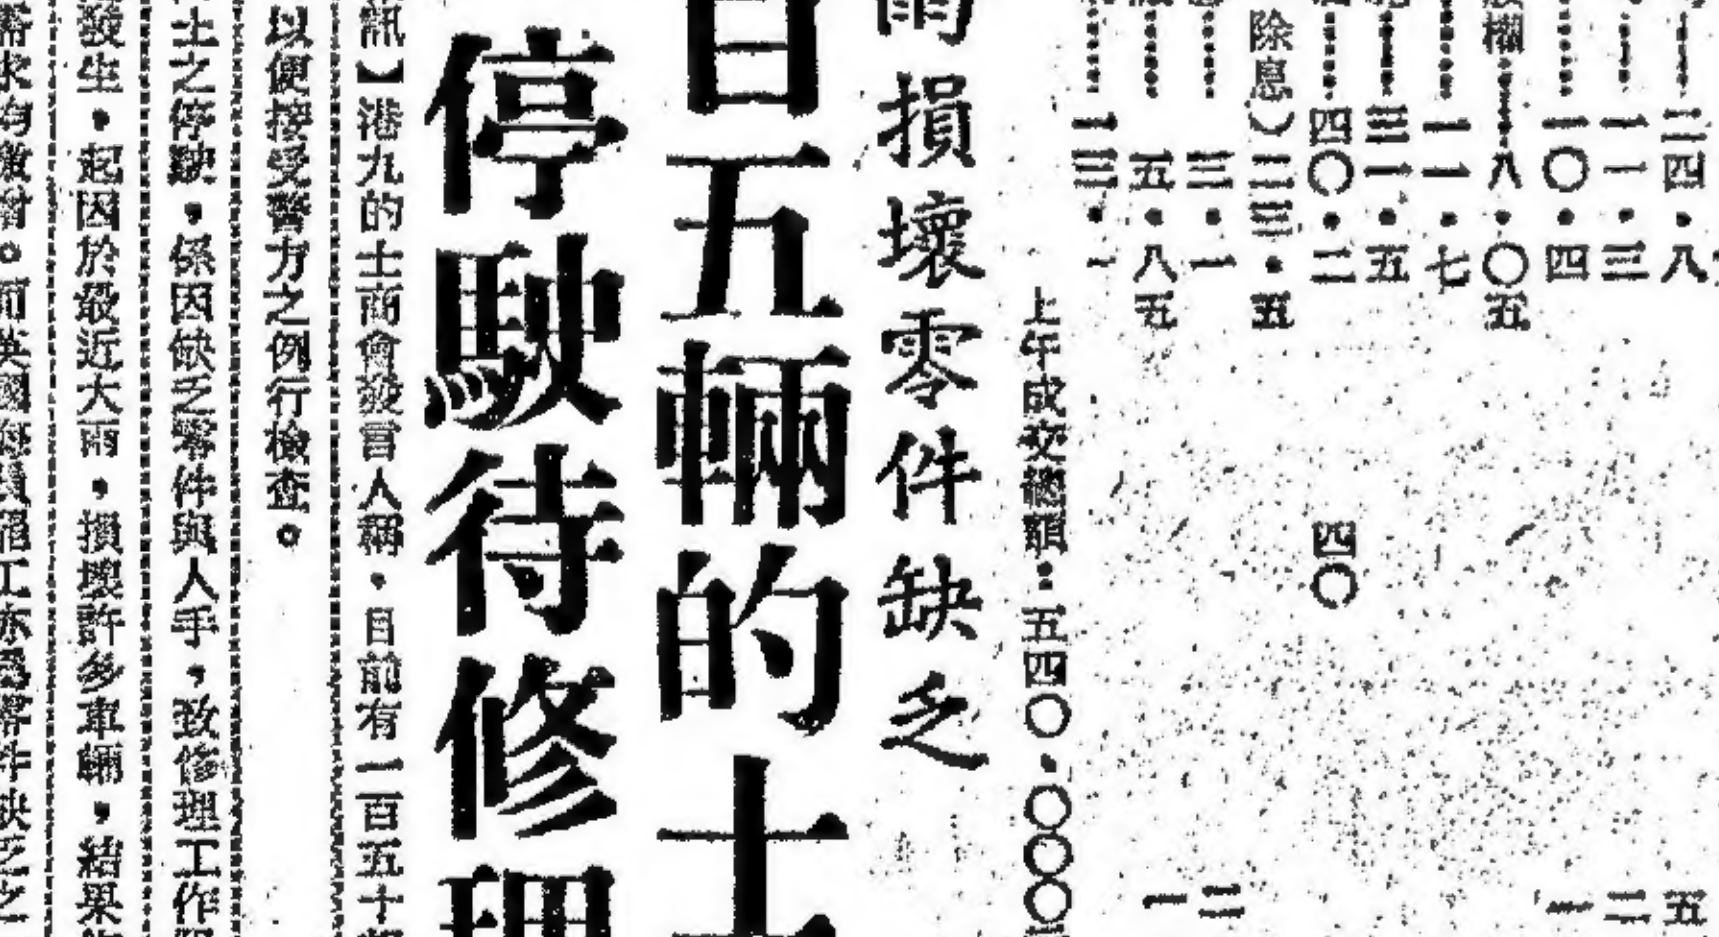 二四・八
一一・三
一〇・四
欄 八・〇五
一一・七
三一・五
四〇・二
除息）二三・五
三・一
五・八五
一三・一
四〇
五
二
一
二
一
上午成交總額：五四〇・〇〇〇
損壞零件缺乏
百五輛的士
停駛待修理
訊】港九的士商會發言人稱，目前有一百五十
以便接受警方之例行檢查。
士之停駛，係因缺乏零件與人手，致修理工作
發生，起因於最近大雨，損壞許多車輛，結果
需求均激增。而英國海員罷工亦為零件缺乏之